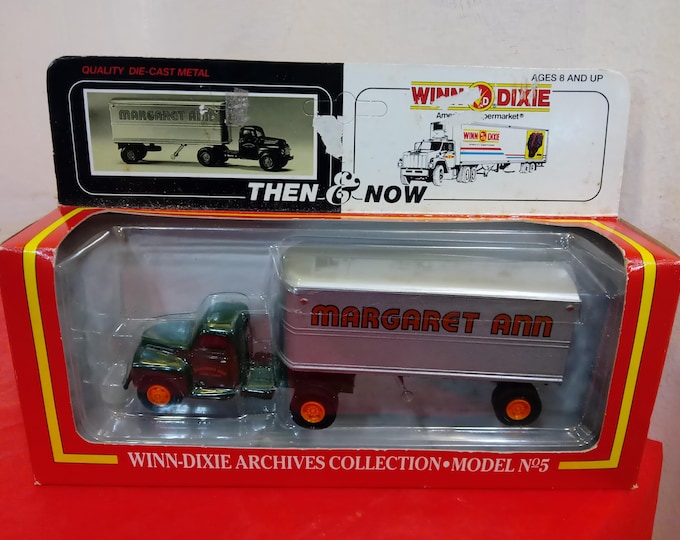 QUALITY DIE-CAST METAL
AGES 8 AND UP
MARGARET ANN
WINN DIXIE
WINN DIXIE
THEN & NOW
MARGARET ANN
WINN-DIXIE ARCHIVES COLLECTION•MODEL Nº5